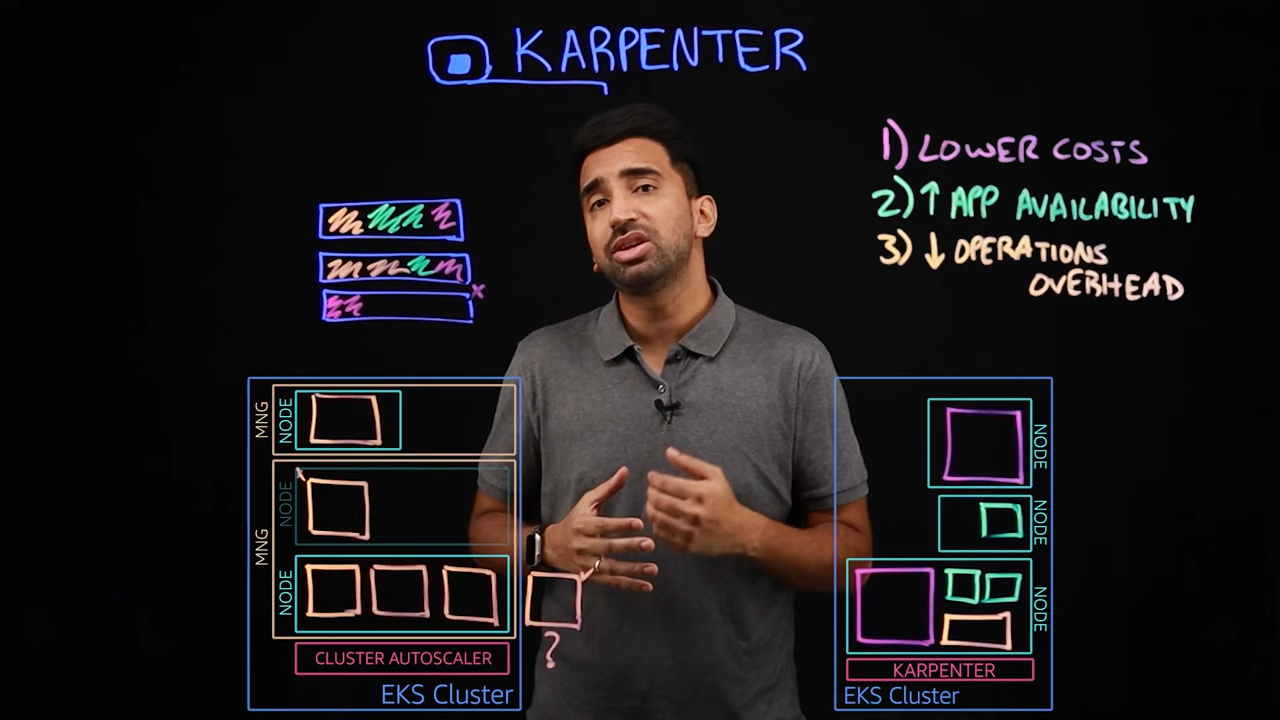 KARPENTER
1) LOWER COSTS
2) ↑ APP AVAILABILITY
3) ↓ OPERATIONS
OVERHEAD
x
MNG
NODE
MNG
NODE
NODE
?
CLUSTER AUTOSCALER
EKS Cluster
NODE
NODE
NODE
KARPENTER
EKS Cluster